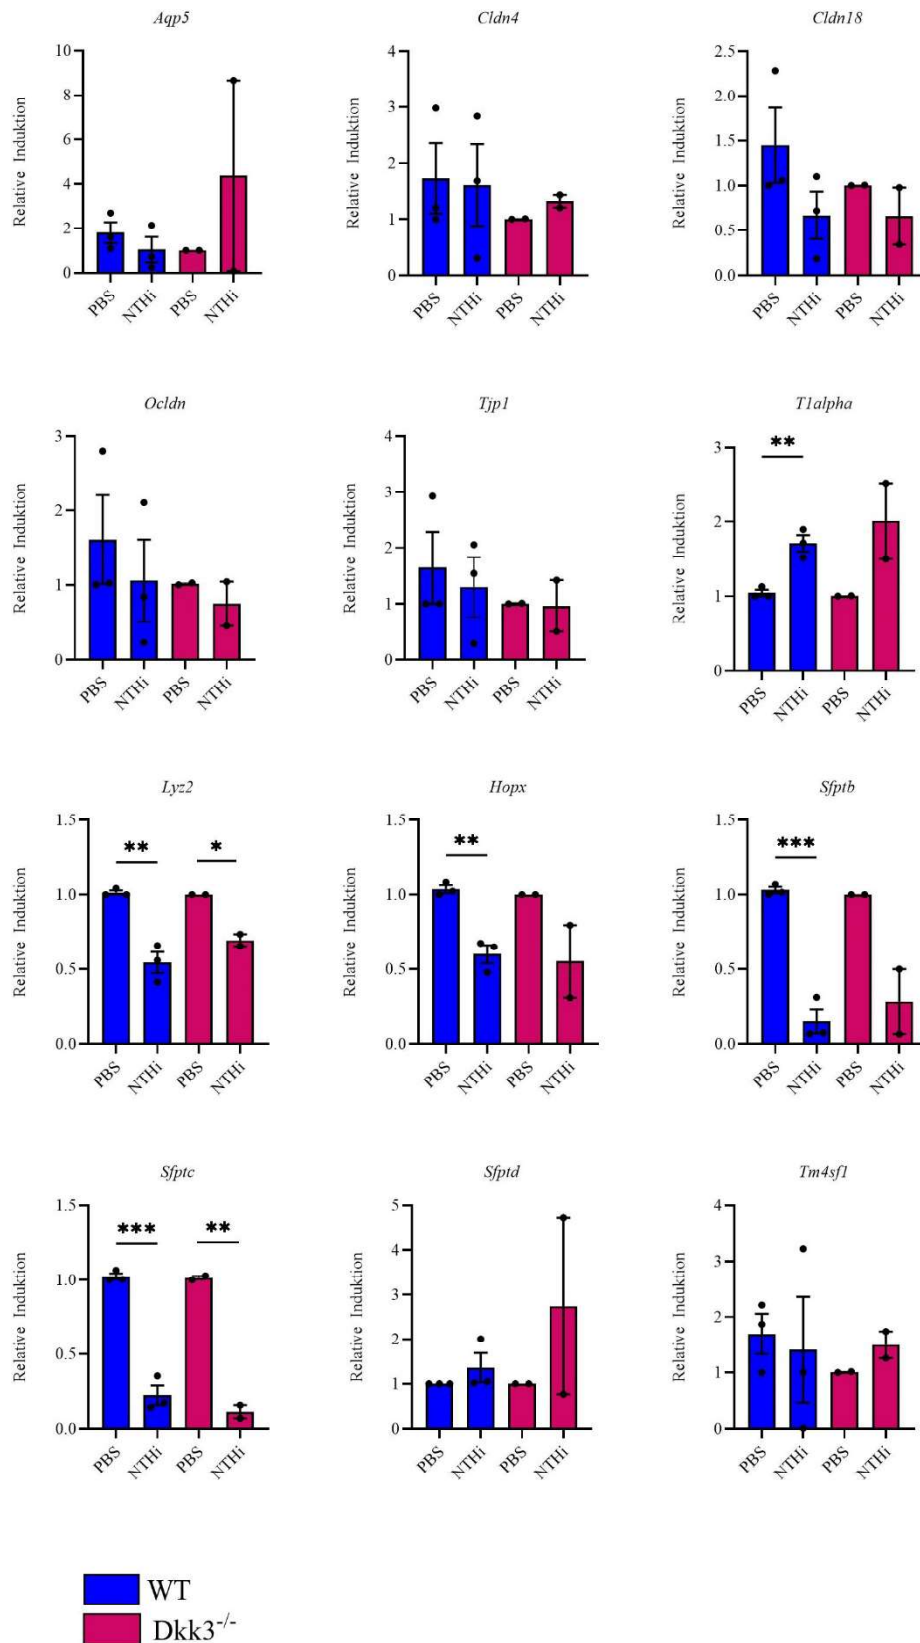 Aqp5
Relative Induktion
10
8
6
4
2
0
PBS
NTHi
PBS
NTHi
Cldn4
Relative Induktion
4
3
2
1
0
PBS
NTHi
PBS
NTHi
Cldn18
Relative Induktion
2.5
2.0
1.5
1.0
0.5
0.0
PBS
NTHi
PBS
NTHi
Ocldn
Relative Induktion
3
2
1
0
PBS
NTHi
PBS
NTHi
Tjp1
Relative Induktion
4
3
2
1
0
PBS
NTHi
PBS
NTHi
T1alpha
Relative Induktion
3
2
1
0
**
PBS
NTHi
PBS
NTHi
Lyz2
Relative Induktion
1.5
1.0
0.5
0.0
**
*
PBS
NTHi
PBS
NTHi
Hopx
Relative Induktion
1.5
1.0
0.5
0.0
**
PBS
NTHi
PBS
NTHi
Sfptb
Relative Induktion
1.5
1.0
0.5
0.0
***
PBS
NTHi
PBS
NTHi
Sfptc
Relative Induktion
1.5
1.0
0.5
0.0
***
**
PBS
NTHi
PBS
NTHi
Sfptd
Relative Induktion
5
4
3
2
1
0
PBS
NTHi
PBS
NTHi
Tm4sf1
Relative Induktion
4
3
2
1
0
PBS
NTHi
PBS
NTHi
WT
Dkk3-/-